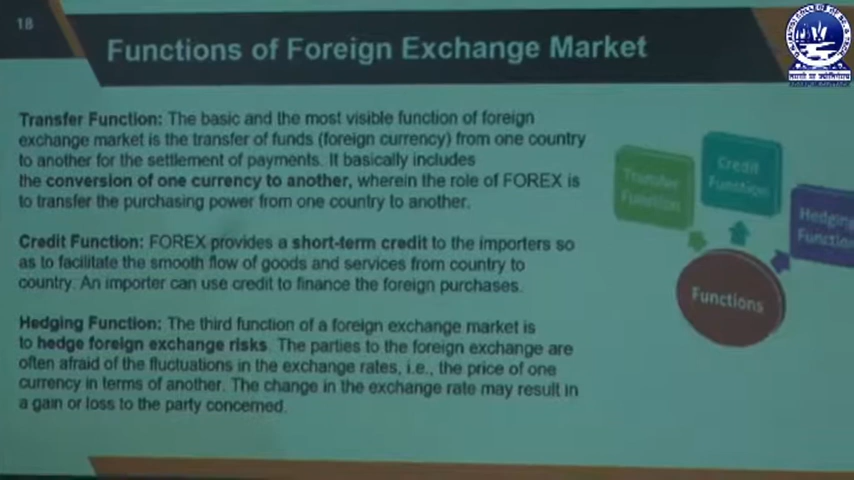 18
Functions of Foreign Exchange Market
Transfer Function: The basic and the most visible function of foreign
exchange market is the transfer of funds (foreign currency) from one country
to another for the settlement of payments. It basically includes
the conversion of one currency to another, wherein the role of FOREX is
to transfer the purchasing power from one country to another.
Credit Function: FOREX provides a short-term credit to the importers so
as to facilitate the smooth flow of goods and services from country to
country. An importer can use credit to finance the foreign purchases.
Hedging Function: The third function of a foreign exchange market is
to hedge foreign exchange risks. The parties to the foreign exchange are
often afraid of the fluctuations in the exchange rates, i.e., the price of one
currency in terms of another. The change in the exchange rate may result in
a gain or loss to the party concerned.
Transfer
Function
Credit
Function
Hedging
Function
Functions